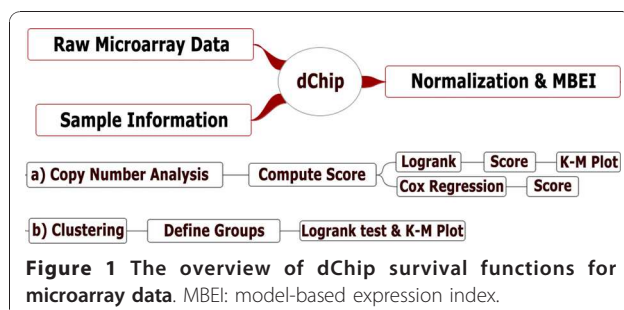 Raw Microarray Data
dChip
Normalization & MBEI
Sample Information
a) Copy Number Analysis
Compute Score
Logrank
Score
K-M Plot
Cox Regression
Score
b) Clustering
Define Groups
Logrank test & K-M Plot
Figure 1 The overview of dChip survival functions for
microarray data. MBEI: model-based expression index.